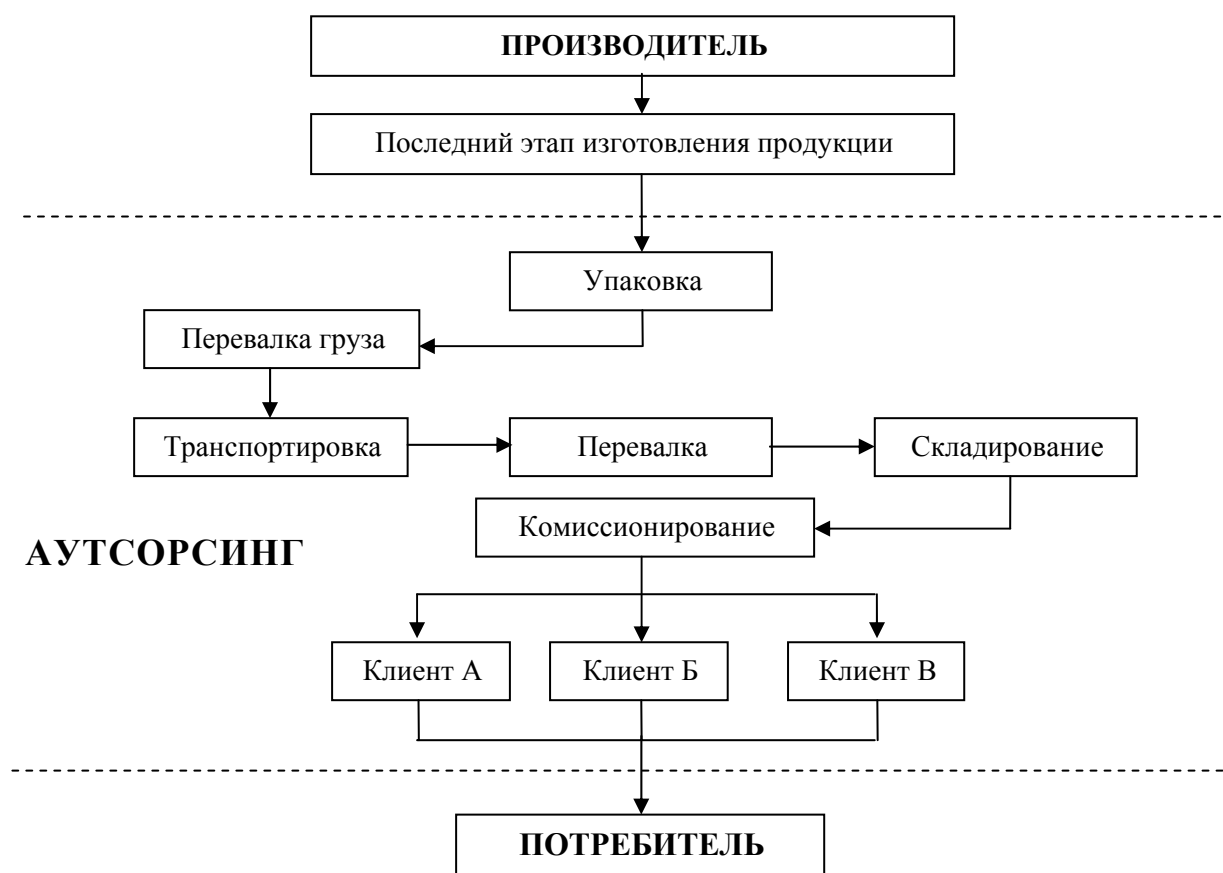 ПРОИЗВОДИТЕЛЬ
Последний этап изготовления продукции
Упаковка
Перевалка груза
Транспортировка
Перевалка
Складирование
Комиссионирование
АУТСОРСИНГ
Клиент А
Клиент Б
Клиент В
ПОТРЕБИТЕЛЬ